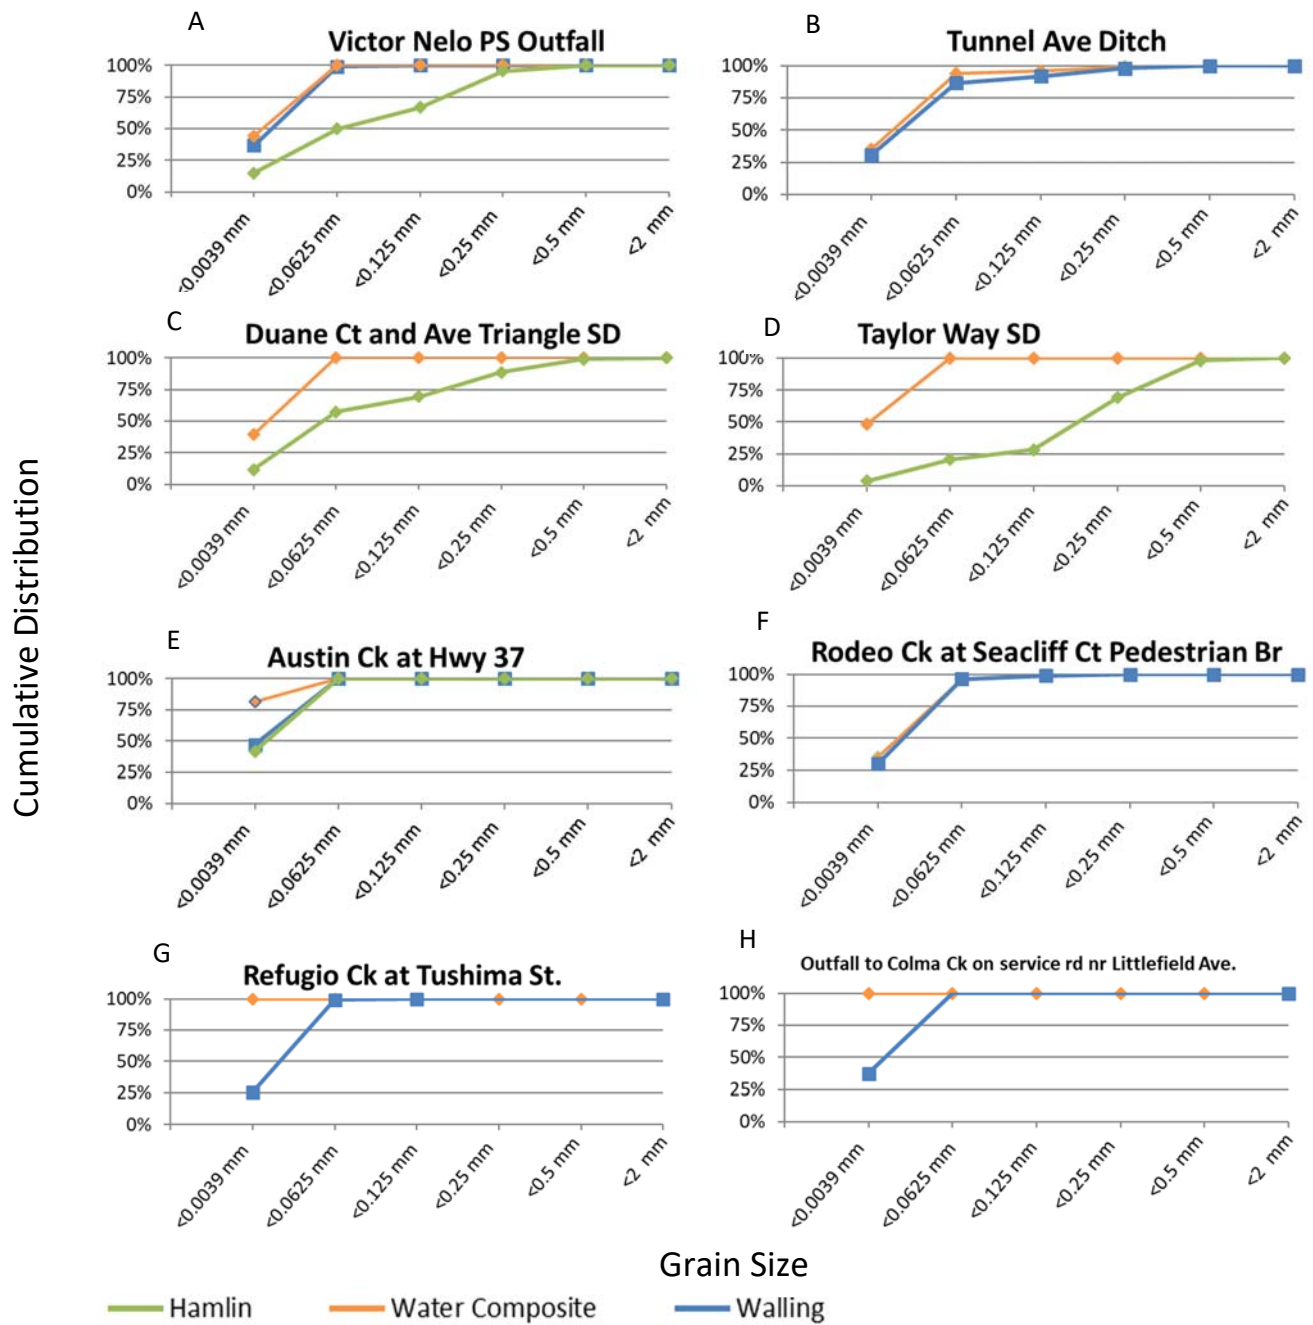 A
Victor Nelo PS Outfall
100%
75%
50%
25%
0%
<0.0039 mm
<0.0625 mm
<0.125 mm
<0.25 mm
<0.5 mm
<2 mm
B
Tunnel Ave Ditch
100%
75%
50%
25%
0%
<0.0039 mm
<0.0625 mm
<0.125 mm
<0.25 mm
<0.5 mm
<2 mm
C
Duane Ct and Ave Triangle SD
100%
75%
50%
25%
0%
<0.0039 mm
<0.0625 mm
<0.125 mm
<0.25 mm
<0.5 mm
<2 mm
D
Taylor Way SD
100%
75%
50%
25%
0%
<0.0039 mm
<0.0625 mm
<0.125 mm
<0.25 mm
<0.5 mm
<2 mm
Cumulative Distribution
E
Austin Ck at Hwy 37
100%
75%
50%
25%
0%
<0.0039 mm
<0.0625 mm
<0.125 mm
<0.25 mm
<0.5 mm
<2 mm
F
Rodeo Ck at Seacliff Ct Pedestrian Br
100%
75%
50%
25%
0%
<0.0039 mm
<0.0625 mm
<0.125 mm
<0.25 mm
<0.5 mm
<2 mm
G
Refugio Ck at Tushima St.
100%
75%
50%
25%
0%
<0.0039 mm
<0.0625 mm
<0.125 mm
<0.25 mm
<0.5 mm
<2 mm
H
Outfall to Colma Ck on service rd nr Littlefield Ave.
100%
75%
50%
25%
0%
<0.0039 mm
<0.0625 mm
<0.125 mm
<0.25 mm
<0.5 mm
<2 mm
Grain Size
Hamlin
Water Composite
Walling